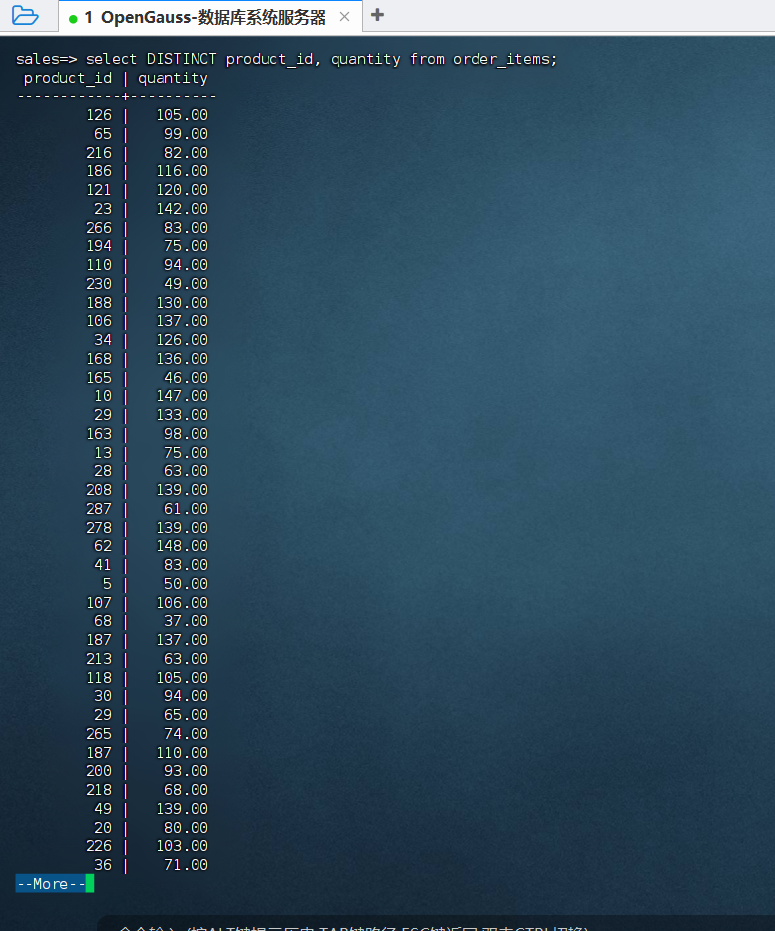 1 OpenGauss-数据库系统服务器
sales=> select DISTINCT product_id, quantity from order_items;
product_id | quantity
------------+----------
126 | 105.00
65 | 99.00
216 | 82.00
186 | 116.00
121 | 120.00
23 | 142.00
266 | 83.00
194 | 75.00
110 | 94.00
230 | 49.00
188 | 130.00
106 | 137.00
34 | 126.00
168 | 136.00
165 | 46.00
10 | 147.00
29 | 133.00
163 | 98.00
13 | 75.00
28 | 63.00
208 | 139.00
287 | 61.00
278 | 139.00
62 | 148.00
41 | 83.00
5 | 50.00
107 | 106.00
68 | 37.00
187 | 137.00
213 | 63.00
118 | 105.00
30 | 94.00
29 | 65.00
265 | 74.00
187 | 110.00
200 | 93.00
218 | 68.00
49 | 139.00
20 | 80.00
226 | 103.00
36 | 71.00
--More--